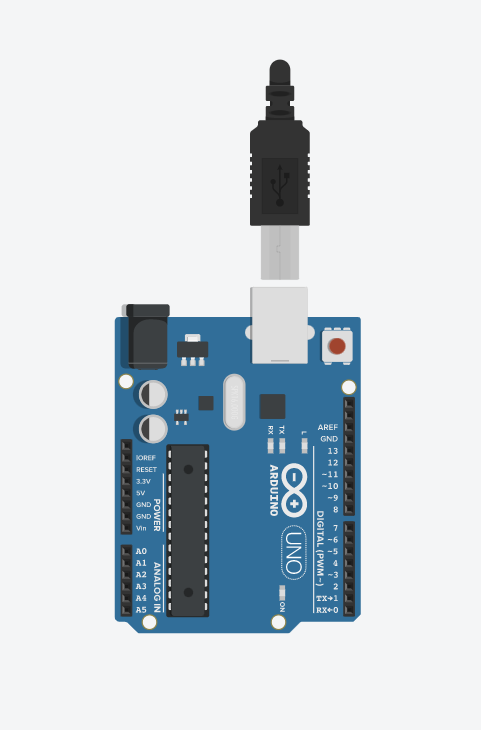 RX
TX
L
AREF
GND
13
12
~11
~10
~9
8
7
~6
~5
4
~3
2
TX→1
RX←0
DIGITAL (PWM~)
ARDUINO
UNO
ON
IOREF
RESET
3.3V
5V
GND
GND
Vin
POWER
A0
A1
A2
A3
A4
A5
ANALOG IN